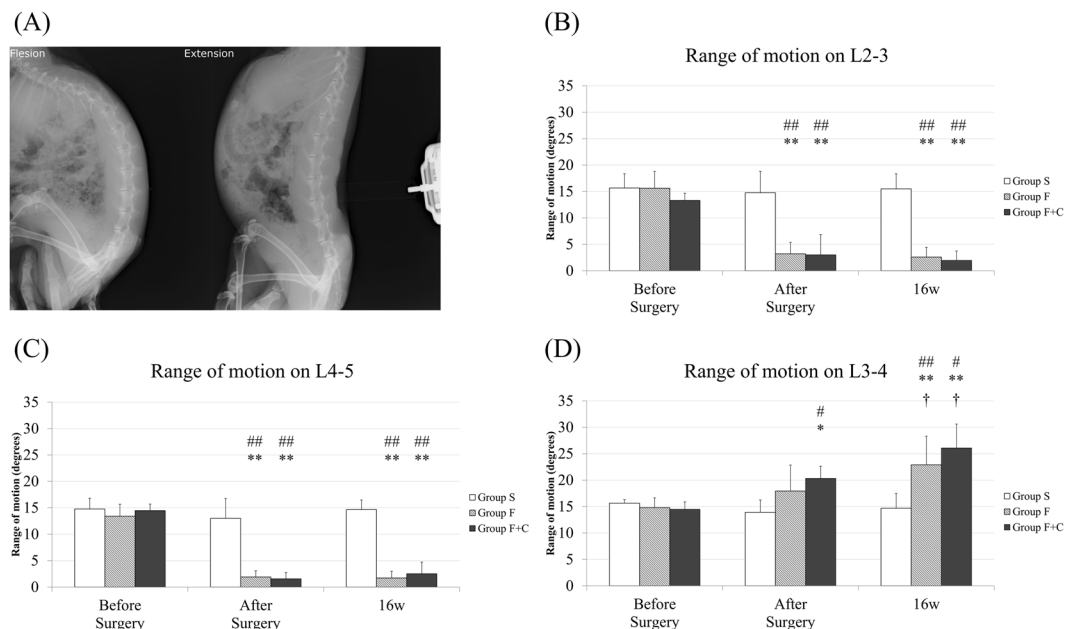 (A)
Flesion
Extension
(B)
Range of motion on L2-3
Range of motion (degrees)
35
30
25
20
15
10
5
0
## ##
** **
## ##
** **
Before
Surgery
After
Surgery
16w
Group S
Group F
Group F+C
(C)
Range of motion on L4-5
Range of motion (degrees)
35
30
25
20
15
10
5
0
## ##
** **
## ##
** **
Before
Surgery
After
Surgery
16w
Group S
Group F
Group F+C
(D)
Range of motion on L3-4
Range of motion (degrees)
35
30
25
20
15
10
5
0
#
*
## #
** **
† †
Before
Surgery
After
Surgery
16w
Group S
Group F
Group F+C